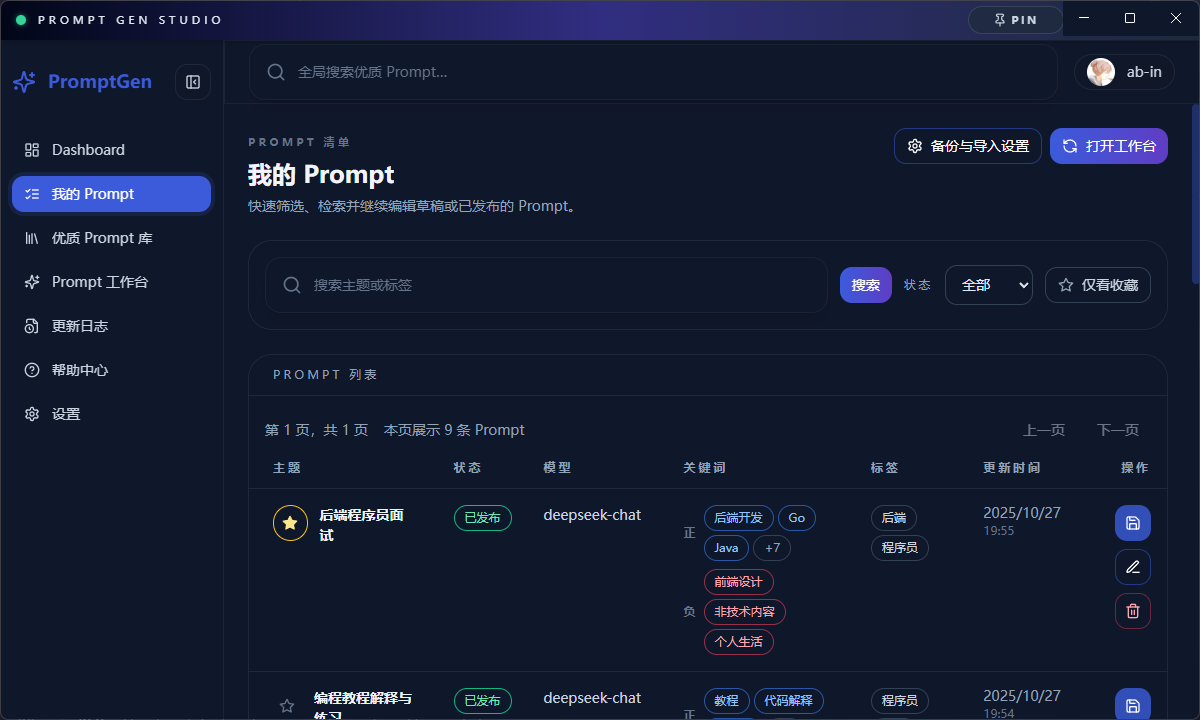 PROMPT GEN STUDIO
PIN
PromptGen
全局搜索优质 Prompt...
ab-in
Dashboard
我的 Prompt
优质 Prompt 库
Prompt 工作台
更新日志
帮助中心
设置
PROMPT 清单
我的 Prompt
快速筛选、检索并继续编辑草稿或已发布的 Prompt。
备份与导入设置
打开工作台
搜索主题或标签
搜索
状态
全部
仅看收藏
PROMPT 列表
第 1 页，共 1 页 本页展示 9 条 Prompt
上一页
下一页
主题 状态 模型 关键词 标签 更新时间 操作
后端程序员面
试
已发布
deepseek-chat
正
后端开发 Go
Java +7
负
前端设计
非技术内容
个人生活
后端
程序员
2025/10/27
19:55
编程教程解释与
练习
已发布
deepseek-chat
正
教程 代码解释
程序员
2025/10/27
19:54